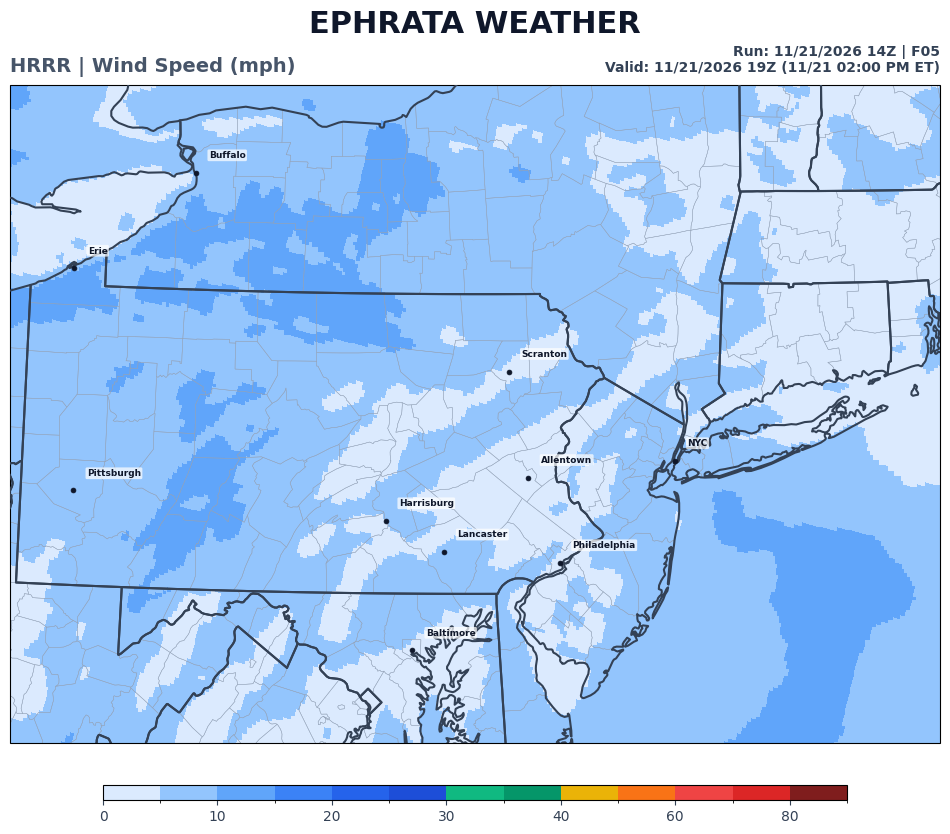 EPHRATA WEATHER
HRRR | Wind Speed (mph)
Run: 11/21/2026 14Z | F05
Valid: 11/21/2026 19Z (11/21 02:00 PM ET)
Buffalo
Erie
Scranton
NYC
Allentown
Pittsburgh
Harrisburg
Lancaster
Philadelphia
Baltimore
0 10 20 30 40 50 60 70 80